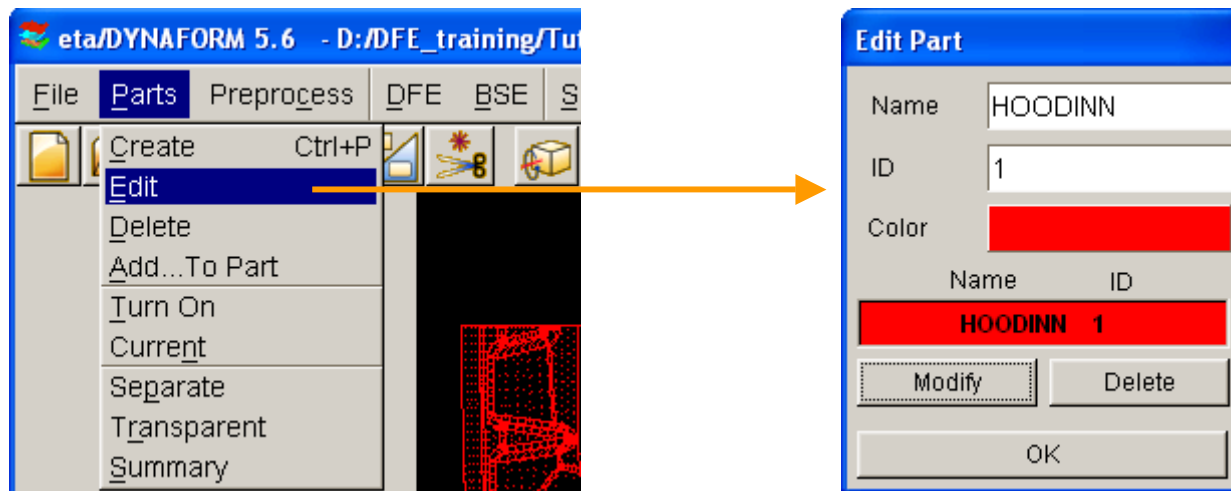 eta/DYNAFORM 5.6 - D:/DFE_training/Tut
File Parts Preprocess DFE BSE S
Create Ctrl+P
Edit
Delete
Add...To Part
Turn On
Current
Separate
Transparent
Summary
Edit Part
Name HOODINN
ID 1
Color
Name ID
HOODINN 1
Modify Delete
OK